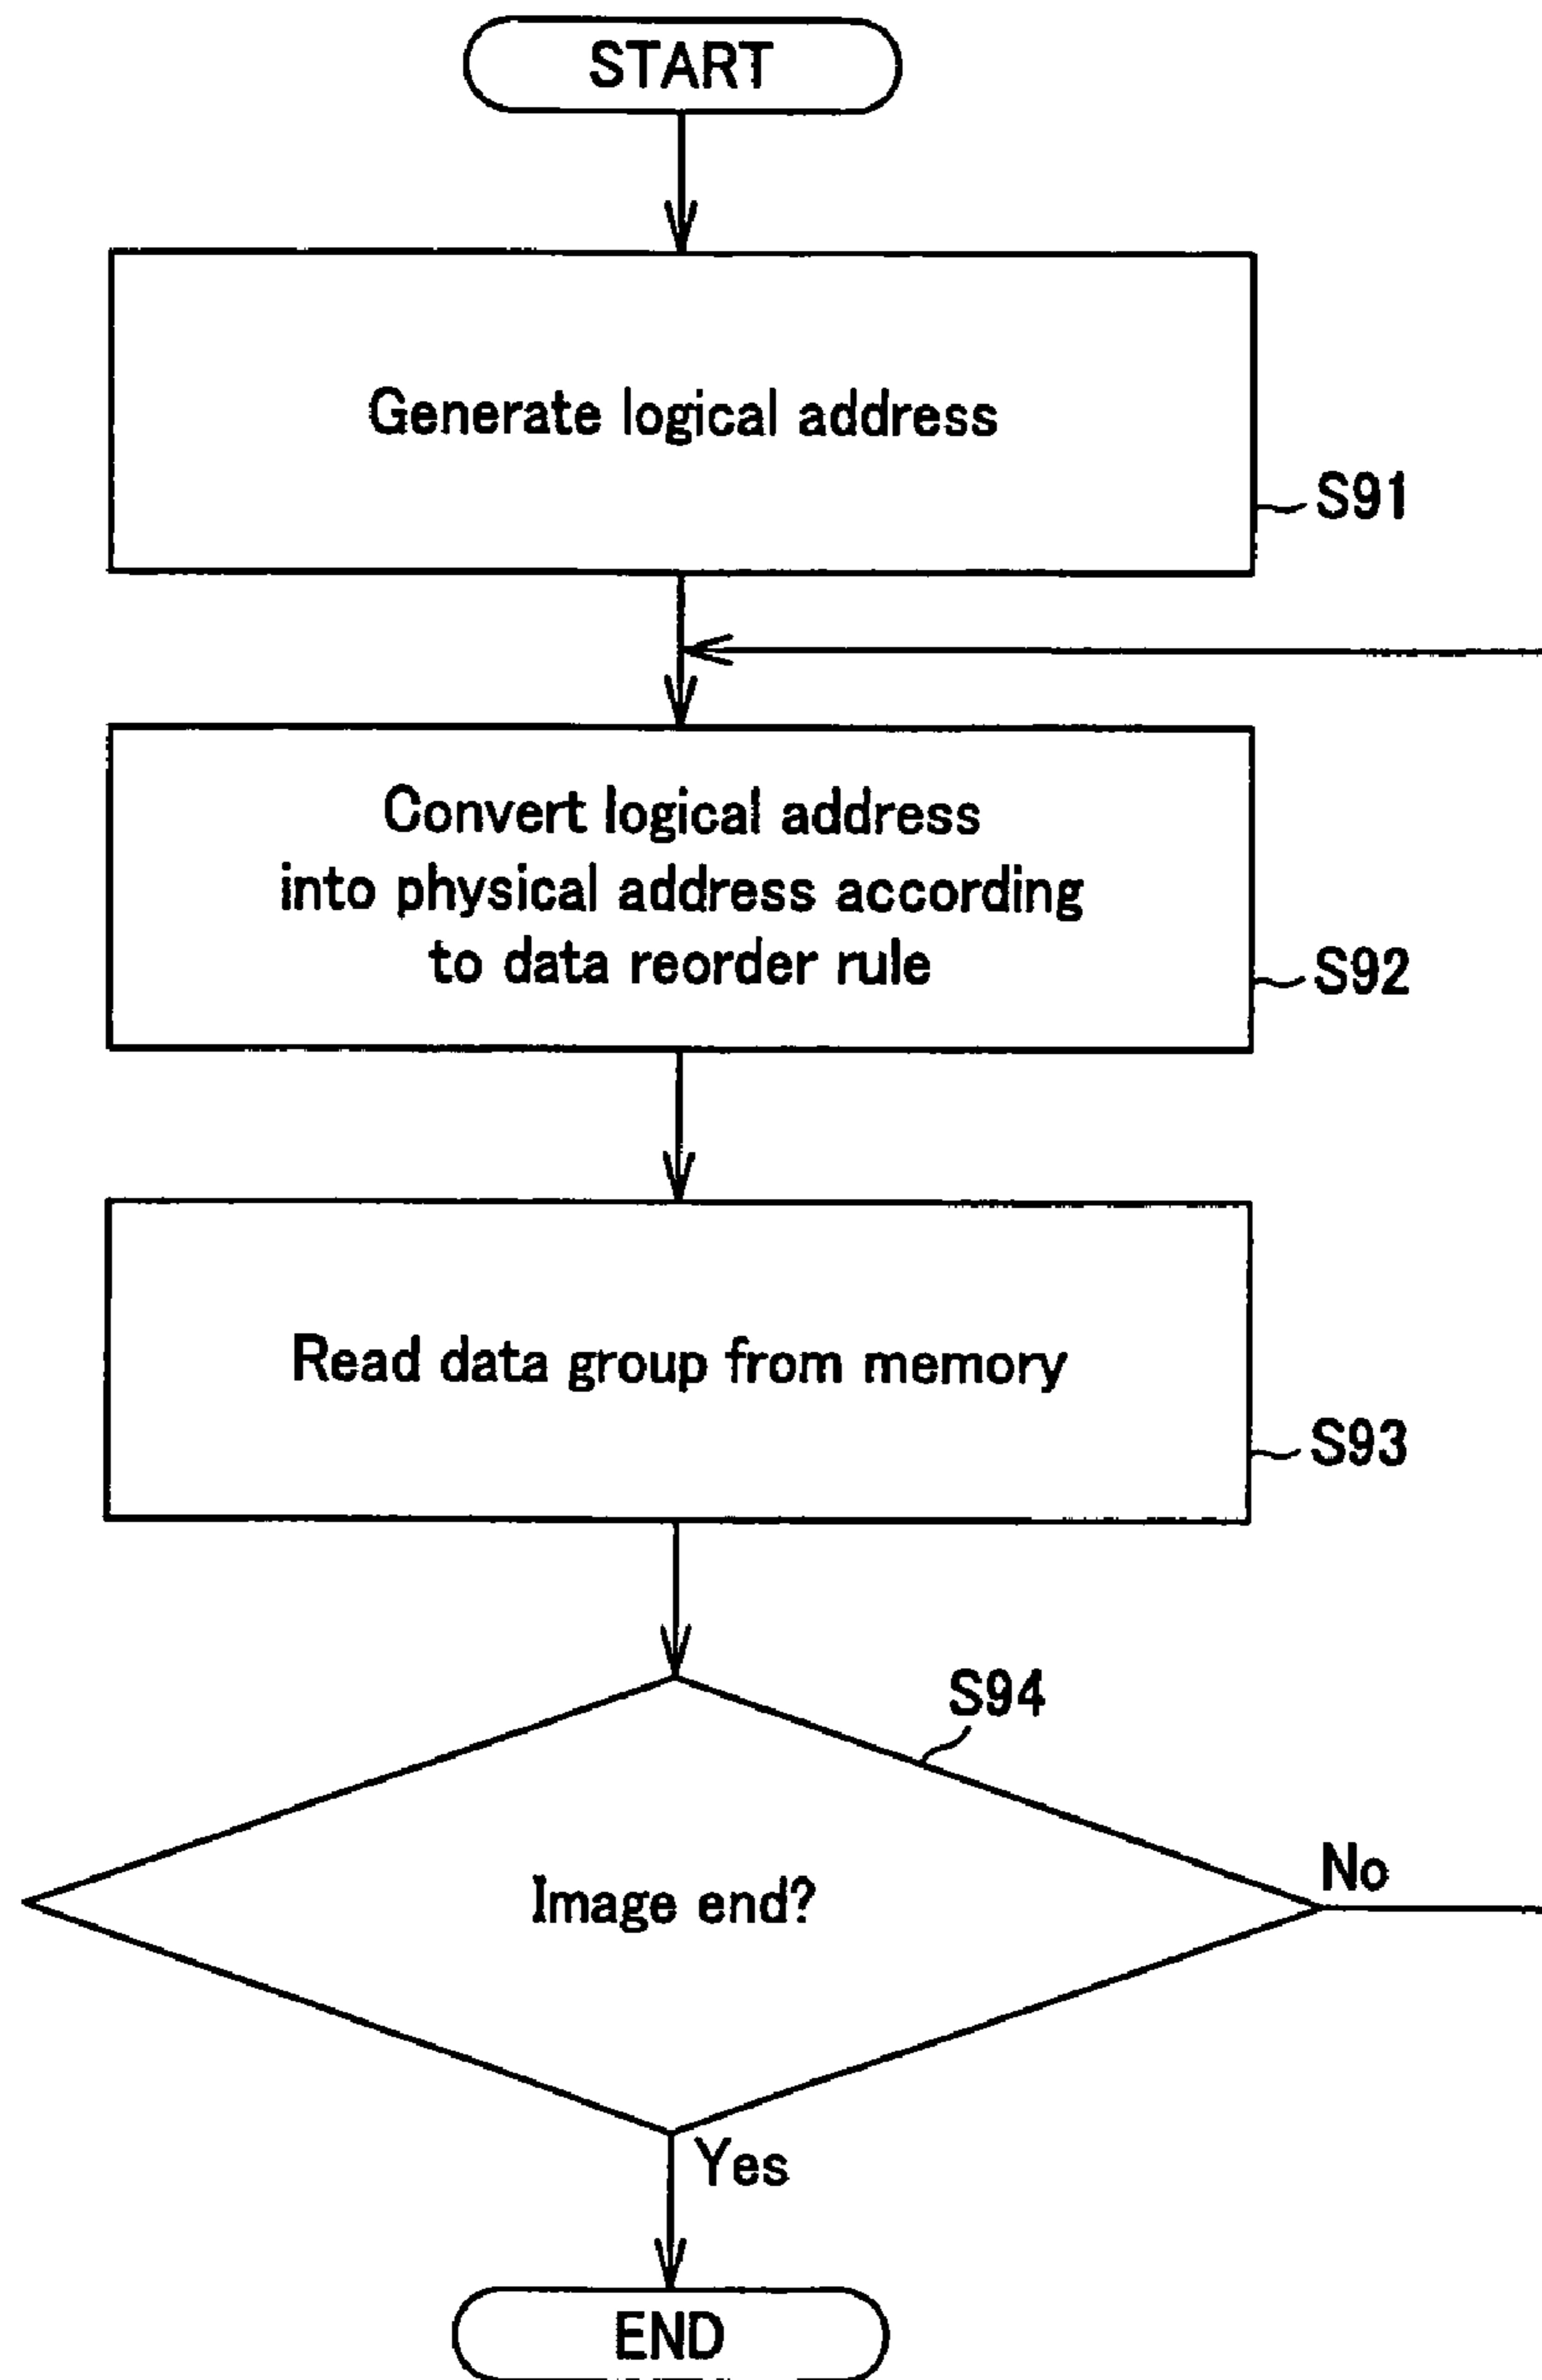 START
Generate logical address
S91
Convert logical address
into physical address according
to data reorder rule
S92
Read data group from memory
S93
S94
Image end?
No
Yes
END